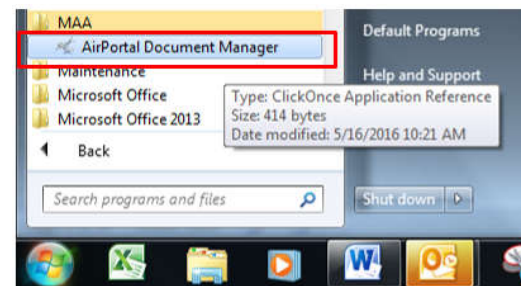 MAA
AirPortal Document Manager
Maintenance
Microsoft Office
Microsoft Office 2013
Back
Search programs and files
Default Programs
Help and Support
Type: ClickOnce Application Reference
Size: 414 bytes
Date modified: 5/16/2016 10:21 AM
Shut down